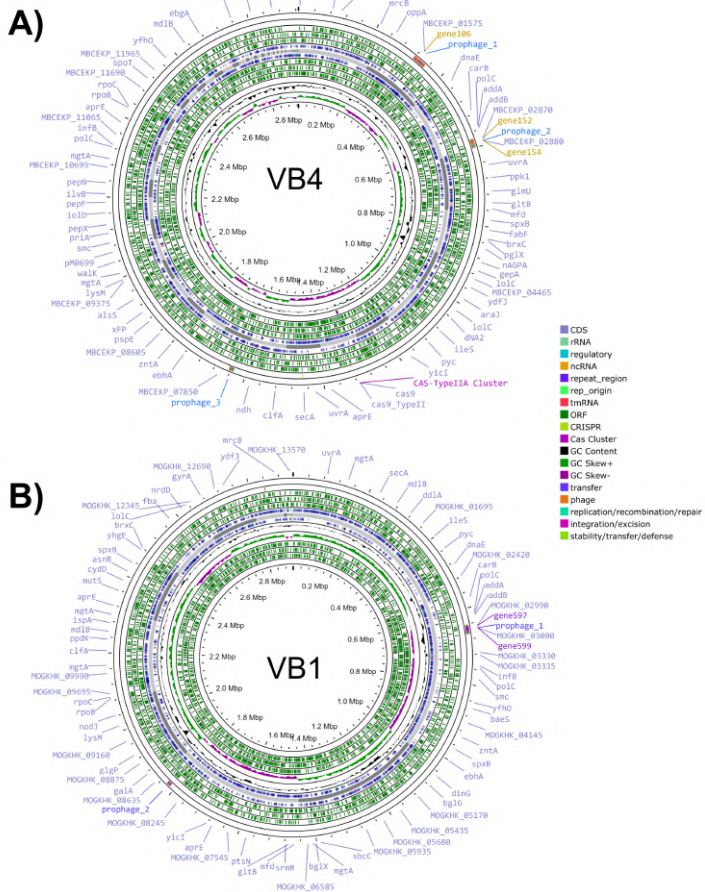 A)
ebgA
mdlB
yfhO
MBCEKP_11965
spoT
MBCEKP_11690
rpoC
rpoB
aprE
MBCEKP_11065
infB
polC
mgtA
MBCEKP_10695
pepN
ilvB
pepF
iolD
pepX
priA
smc
pM0699
walK
mgtA
lysM
MBCEKP_09375
alsS
xFP
pspE
MBCEKP_08605
zntA
ebhA
MBCEKP_07850
prophage_3
ndh
clfA
secA
uvrA
aprE
cas9_TypeII
cas9
CAS-TypeIIA Cluster
yicI
pyc
ileS
dNA2
lolC
araJ
ydfJ
MBCEKP_04465
lolC
gepA
nAGPA
pglX
brxC
fabF
spxB
mfd
gltB
glmU
ppk1
uvrA
gene154
MBCEKP_02880
prophage_2
gene152
MBCEKP_02870
addB
addA
polC
carB
dnaE
prophage_1
gene106
MBCEKP_01575
oppA
mrcB
VB4
0.2 Mbp
0.4 Mbp
0.6 Mbp
0.8 Mbp
1.0 Mbp
1.2 Mbp
1.4 Mbp
1.6 Mbp
1.8 Mbp
2.0 Mbp
2.2 Mbp
2.4 Mbp
2.6 Mbp
2.8 Mbp
CDS
rRNA
regulatory
ncRNA
repeat_region
rep_origin
tmRNA
ORF
CRISPR
Cas Cluster
GC Content
GC Skew+
GC Skew-
transfer
phage
replication/recombination/repair
integration/excision
stability/transfer/defense
B)
mrcB
MOGKHK_13570
ydfJ
MOGKHK_12690
gyrA
nrdD
MOGKHK_12345
fba
lolC
brxC
yhgE
spxB
asnB
cydD
mutS
aprE
mgtA
ispA
mdlB
ppdK
clfA
mgtA
MOGKHK_09990
MOGKHK_09695
rpoC
rpoB
nodJ
lysM
MOGKHK_09160
glgP
MOGKHK_08875
galA
MOGKHK_08635
prophage_2
MOGKHK_08245
yicI
aprE
MOGKHK_07545
ptsN
gltB
mfd
srmB
MOGKHK_06585
bglX
mgtA
sbcC
MOGKHK_05935
MOGKHK_05680
MOGKHK_05435
MOGKHK_05170
bglG
dinG
ebhA
spxB
zntA
MOGKHK_04145
baeS
yfhO
smc
polC
infB
MOGKHK_03335
MOGKHK_03330
gene599
MOGKHK_03000
prophage_1
gene597
MOGKHK_02990
addB
addA
polC
carB
MOGKHK_02420
dnaE
pyc
ileS
MOGKHK_01695
ddlA
mdlB
secA
mgtA
uvrA
VB1
0.2 Mbp
0.4 Mbp
0.6 Mbp
0.8 Mbp
1.0 Mbp
1.2 Mbp
1.4 Mbp
1.6 Mbp
1.8 Mbp
2.0 Mbp
2.2 Mbp
2.4 Mbp
2.6 Mbp
2.8 Mbp